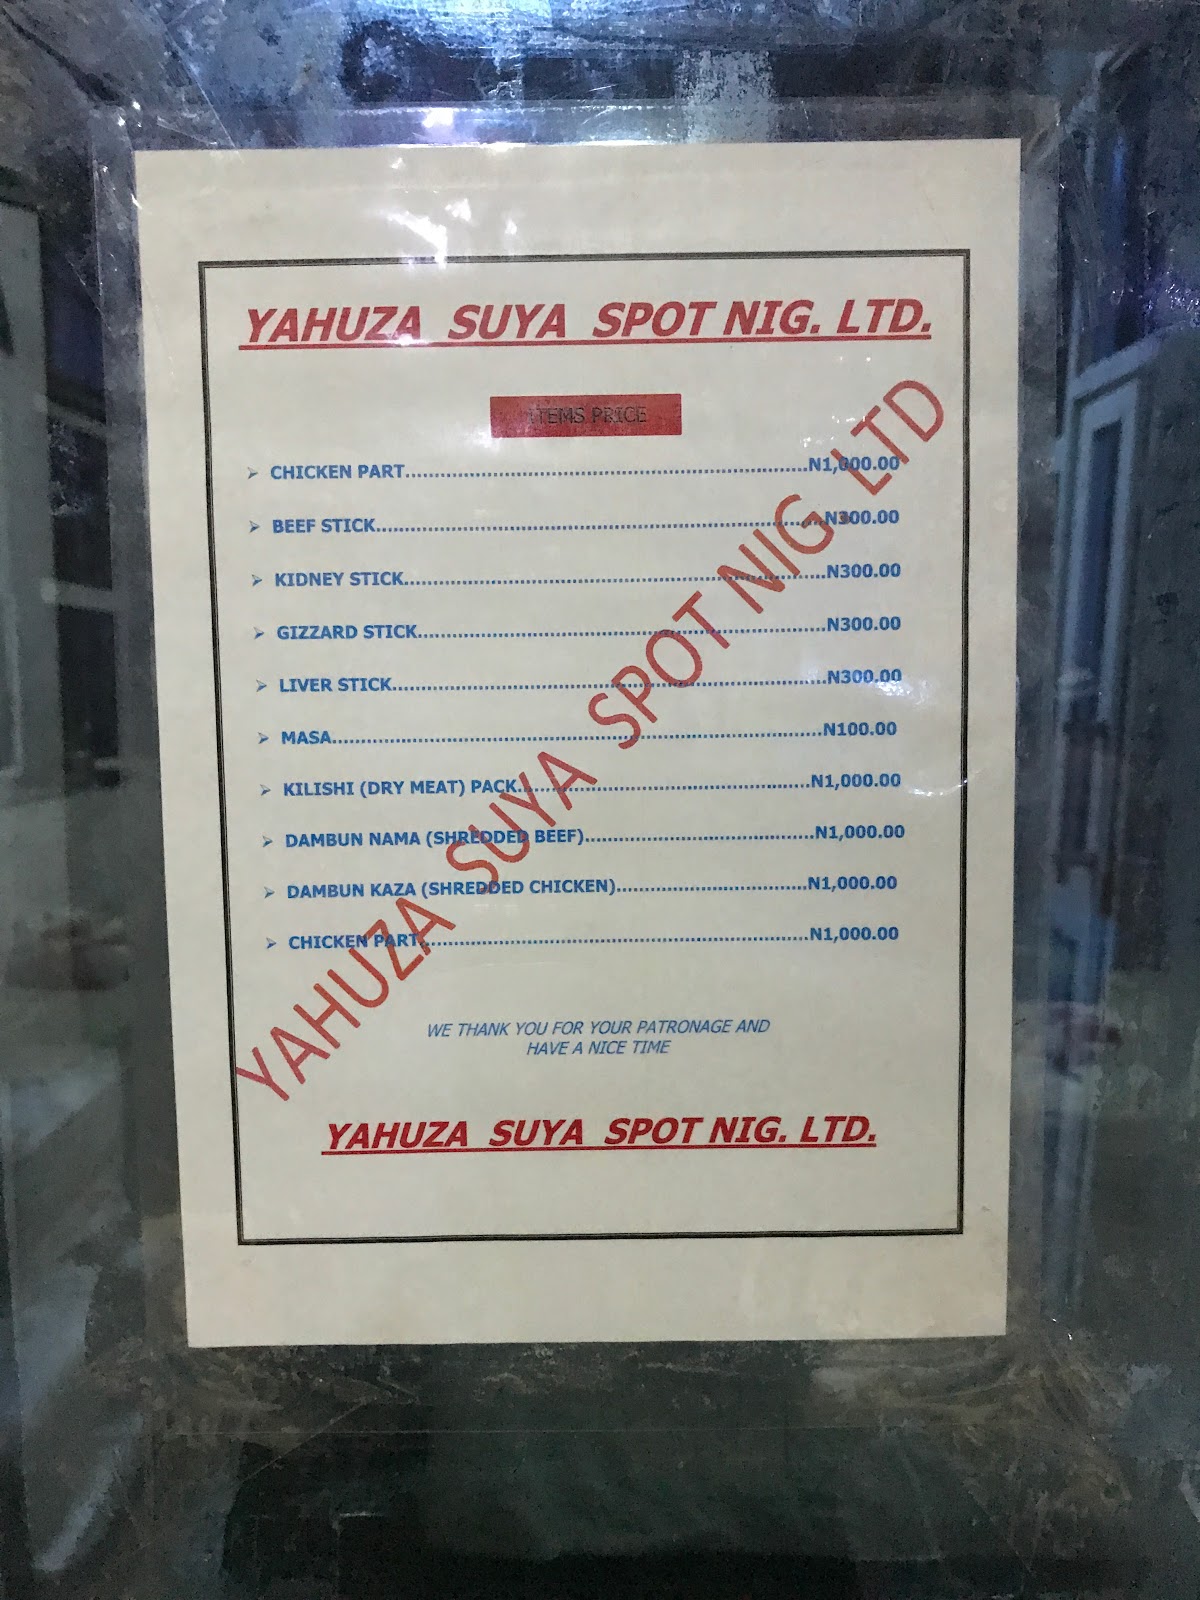 YAHUZA SUYA SPOT NIG. LTD.
ITEMS PRICE
➢ CHICKEN PART..........................................................................N1,000.00
➢ BEEF STICK..................................................................................N300.00
➢ KIDNEY STICK.............................................................................N300.00
➢ GIZZARD STICK..........................................................................N300.00
➢ LIVER STICK...............................................................................N300.00
➢ MASA..........................................................................................N100.00
➢ KILISHI (DRY MEAT) PACK.....................................................N1,000.00
➢ DAMBUN NAMA (SHREDDED BEEF)..........................................N1,000.00
➢ DAMBUN KAZA (SHREDDED CHICKEN)...................................N1,000.00
➢ CHICKEN PART.......................................................................N1,000.00
YAHUZA SUYA SPOT NIG. LTD
WE THANK YOU FOR YOUR PATRONAGE AND
HAVE A NICE TIME
YAHUZA SUYA SPOT NIG. LTD.